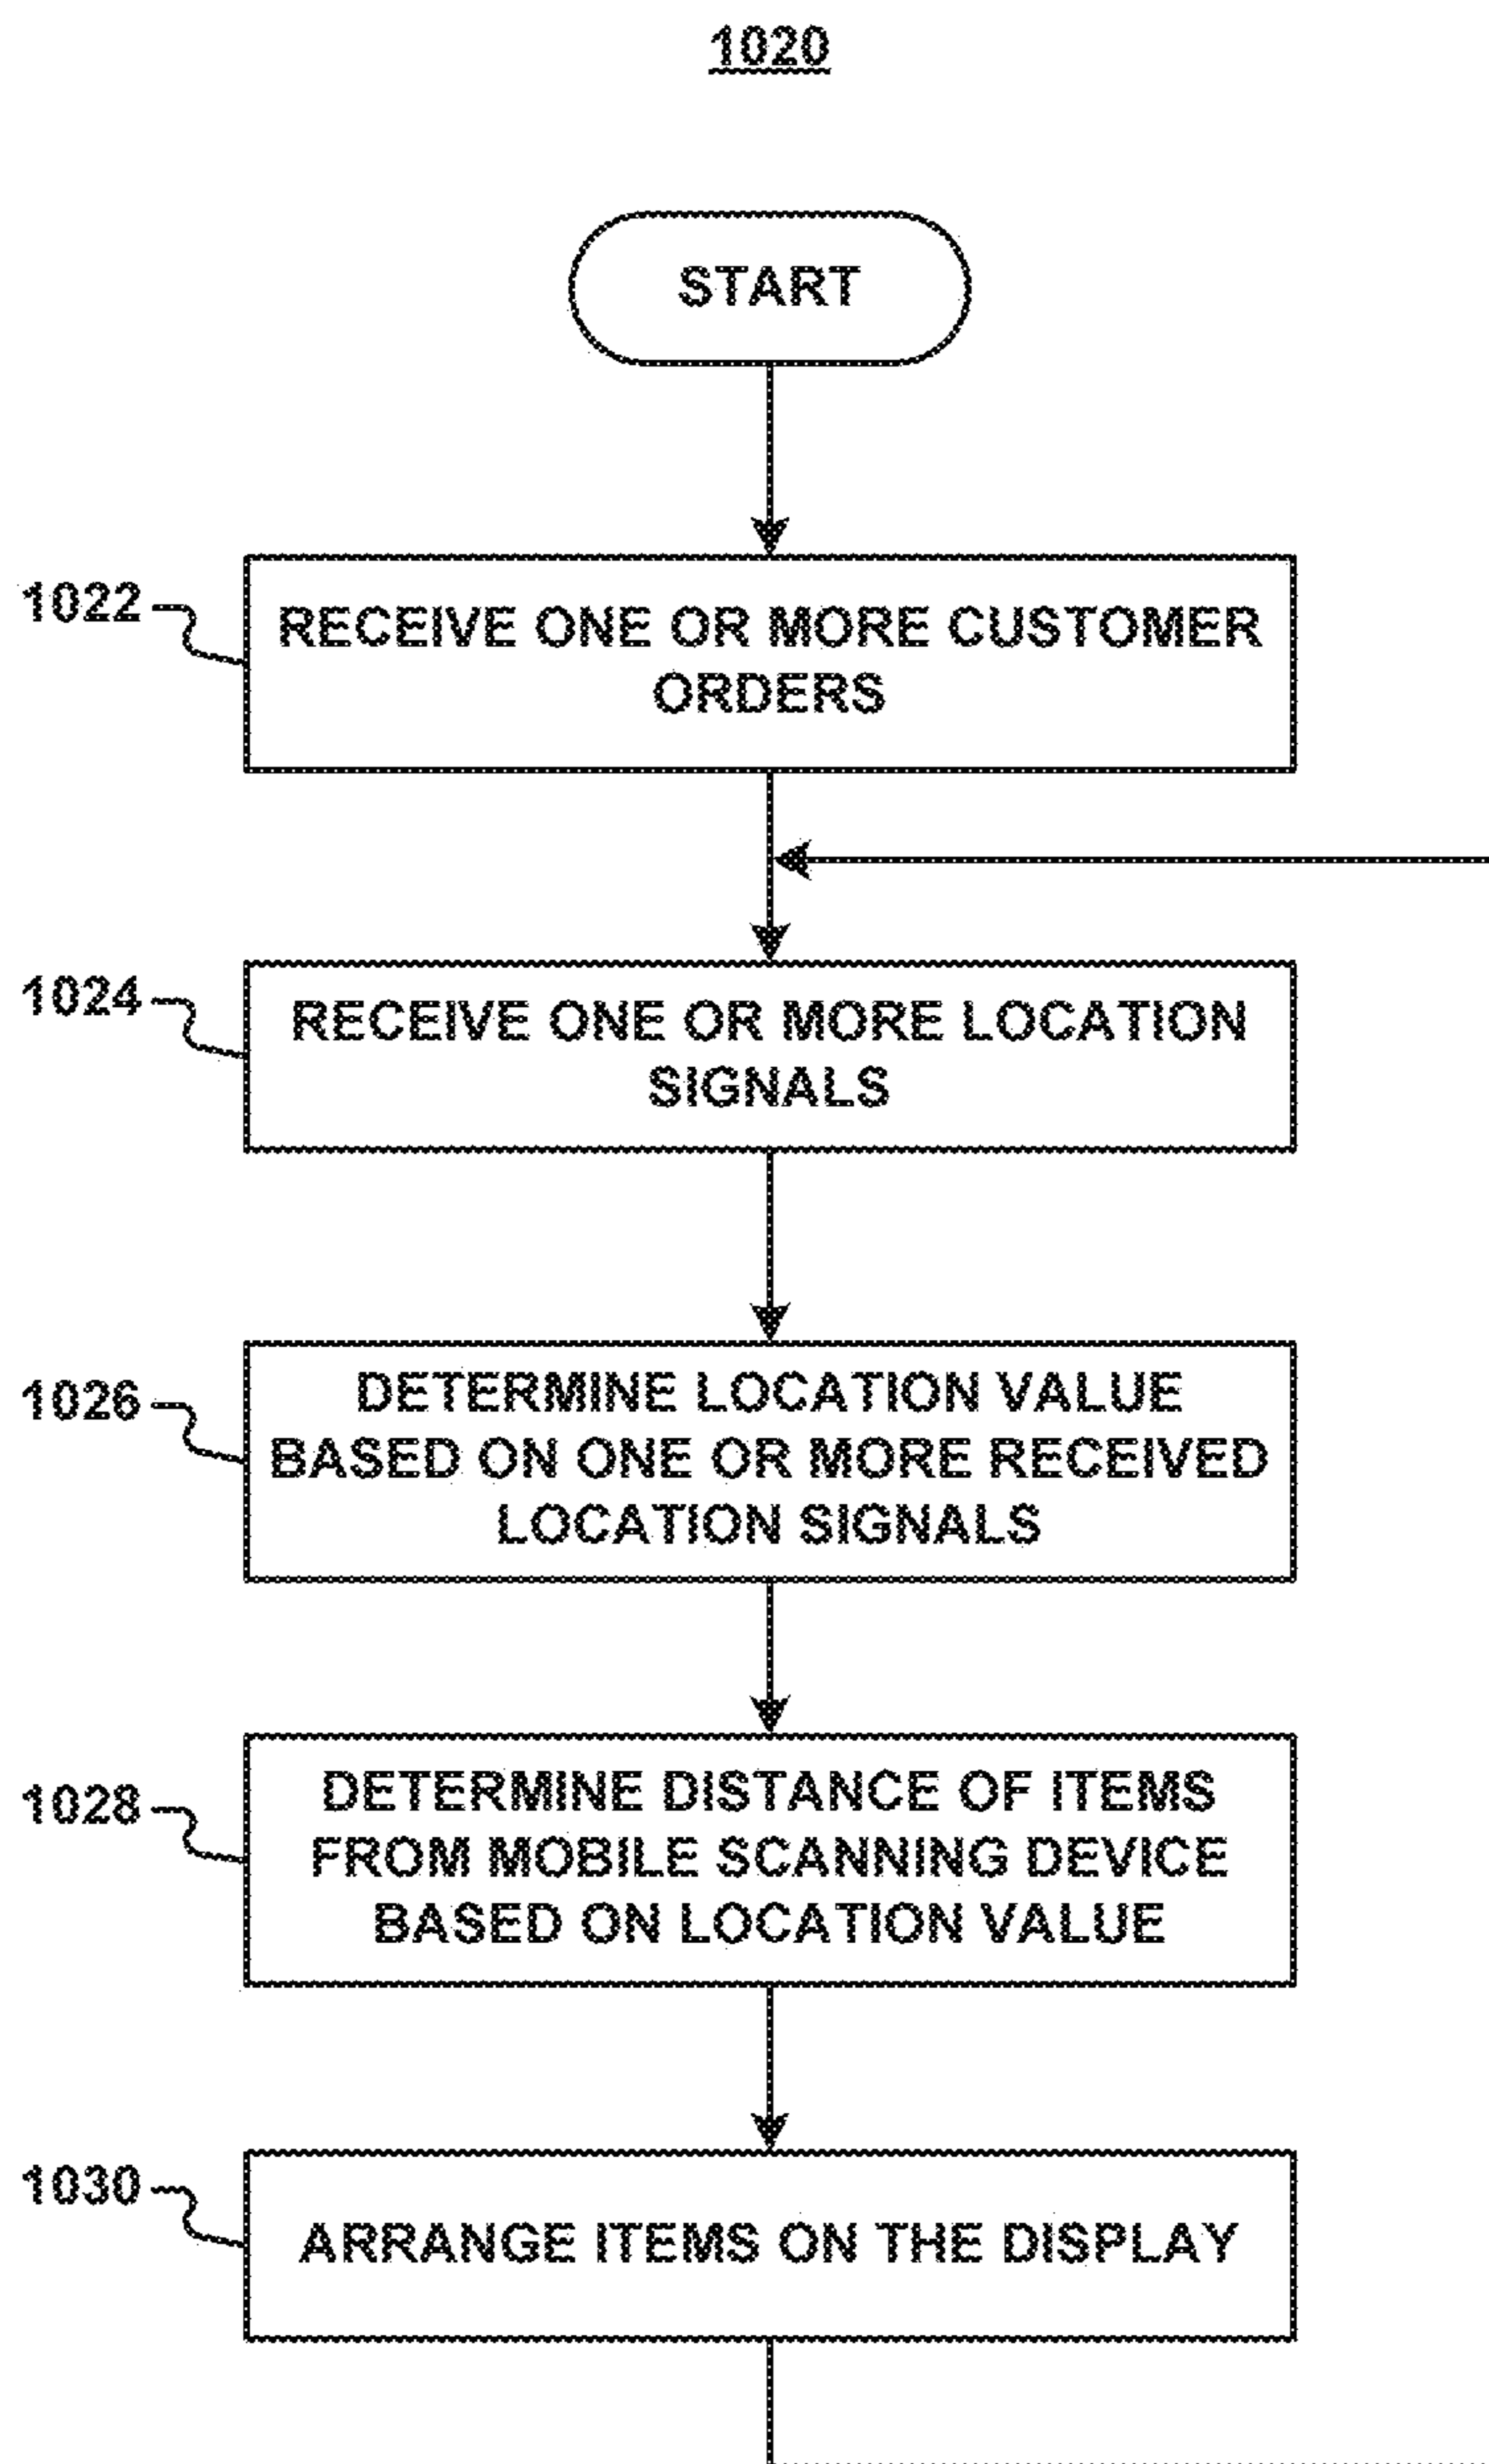 1020
START
1022
RECEIVE ONE OR MORE CUSTOMER
ORDERS
1024
RECEIVE ONE OR MORE LOCATION
SIGNALS
1026
DETERMINE LOCATION VALUE
BASED ON ONE OR MORE RECEIVED
LOCATION SIGNALS
1028
DETERMINE DISTANCE OF ITEMS
FROM MOBILE SCANNING DEVICE
BASED ON LOCATION VALUE
1030
ARRANGE ITEMS ON THE DISPLAY